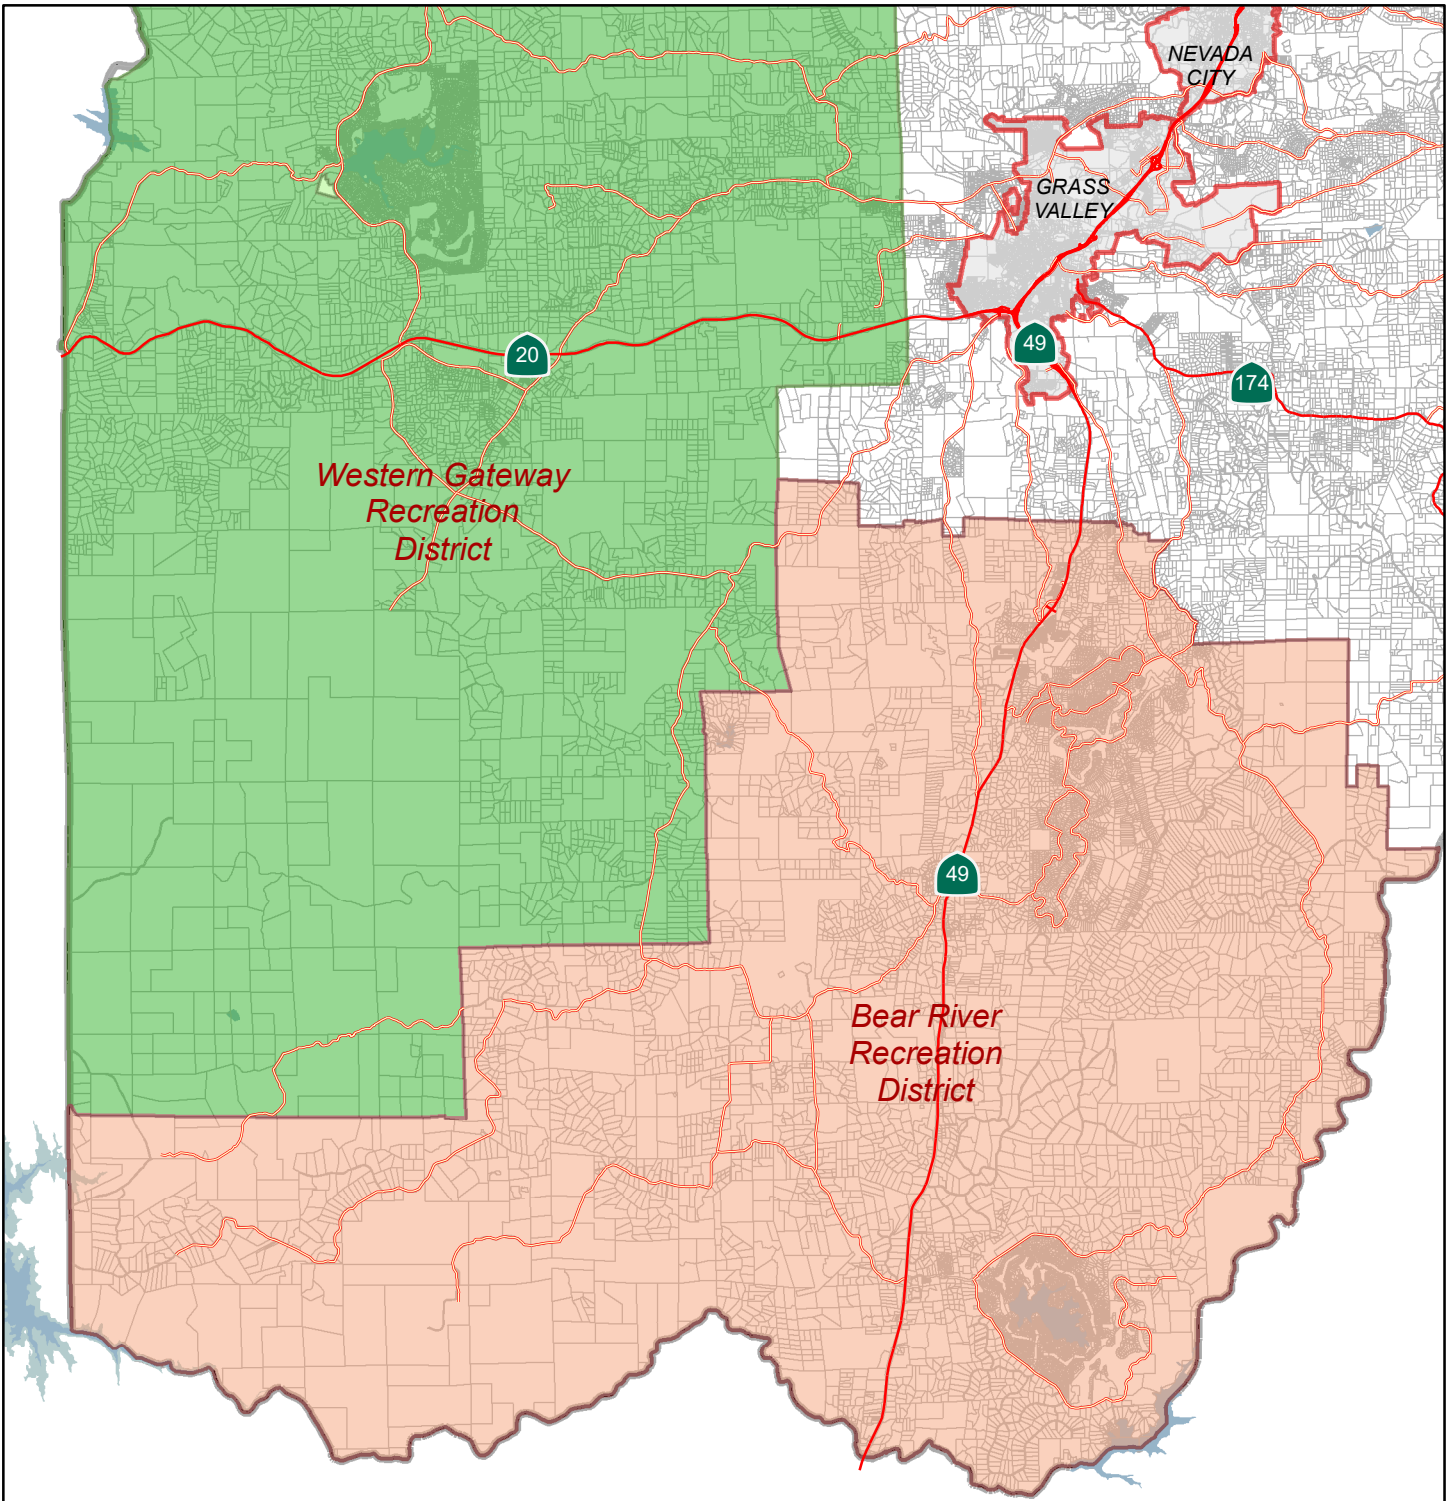 NEVADA
CITY
GRASS
VALLEY
20
49
174
Western Gateway
Recreation
District
49
Bear River
Recreation
District